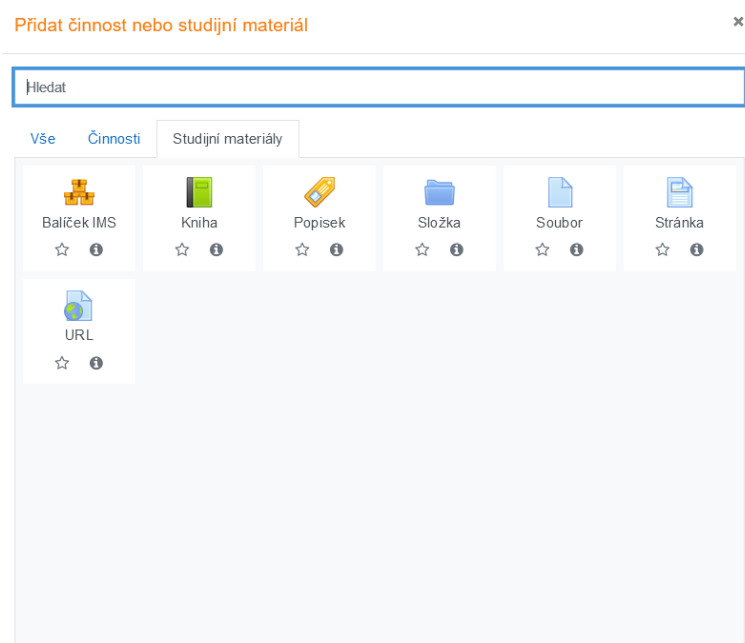 Přidat činnost nebo studijní materiál
Hledat
Vše Činnosti Studijní materiály
Balíček IMS Kniha Popisek Složka Soubor Stránka
URL